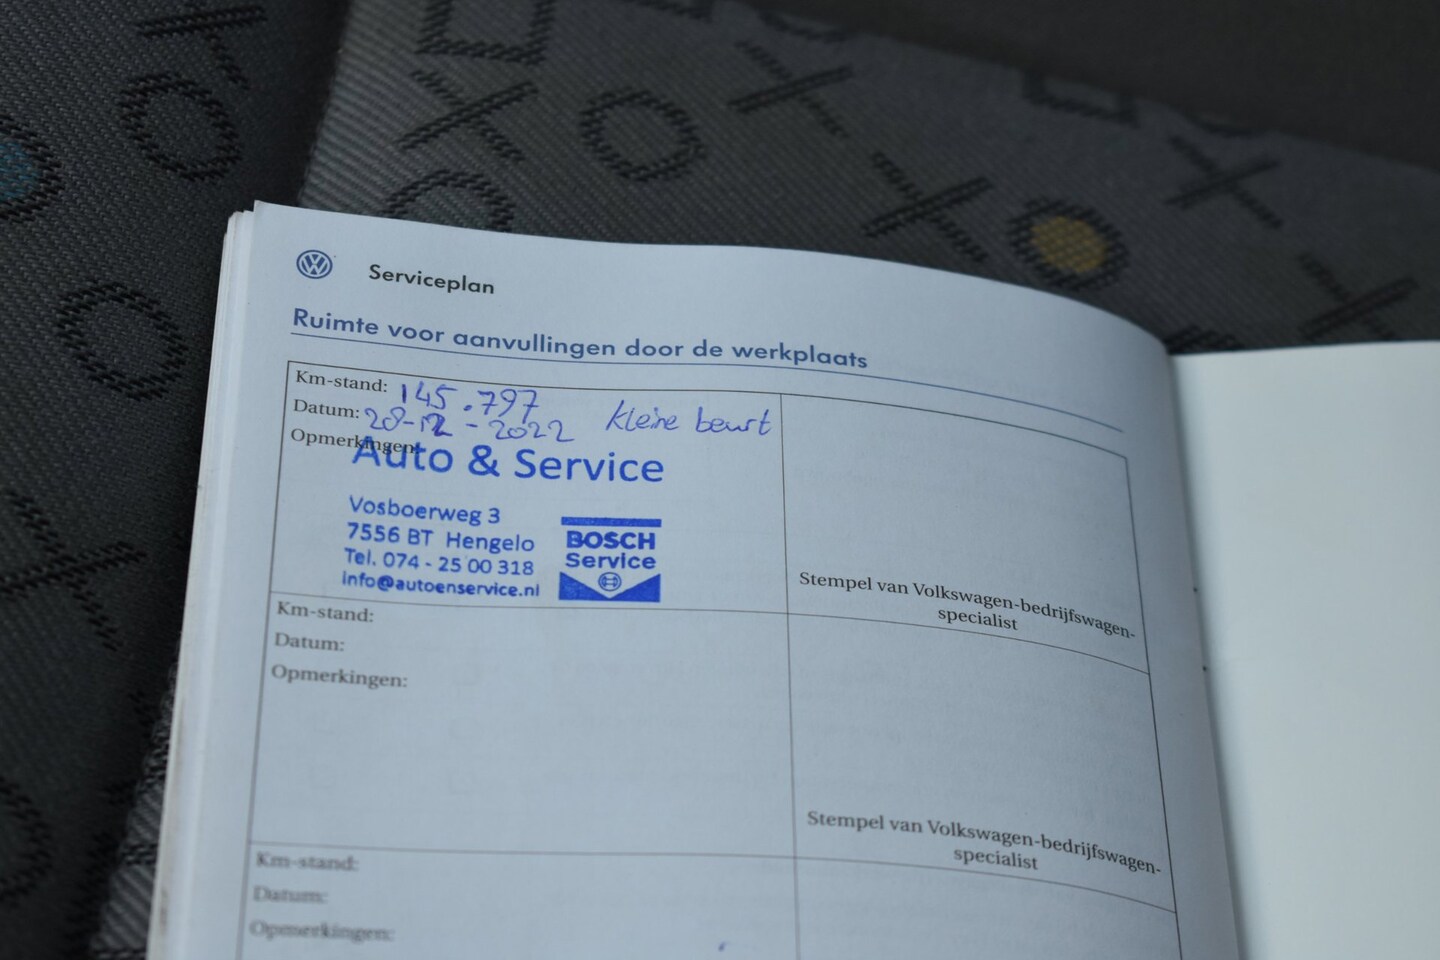 Serviceplan
Ruimte voor aanvullingen door de werkplaats
Km-stand: 145.797
Datum: 28-12-2022 kleine beurt
Opmerkingen:
Auto & Service
Vosboerweg 3
7556 BT Hengelo
Tel. 074 - 25 00 318
info@autoenservice.nl
BOSCH
Service
Stempel van Volkswagen-bedrijfswagen-
specialist
Km-stand:
Datum:
Opmerkingen:
Stempel van Volkswagen-bedrijfswagen-
specialist
Km-stand:
Datum:
Opmerkingen: